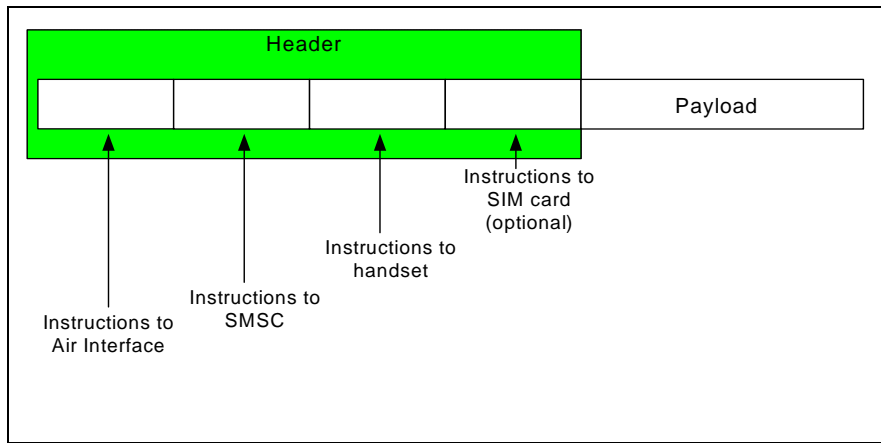 Header
Payload
Instructions to
SIM card
(optional)
Instructions to
handset
Instructions to
SMSC
Instructions to
Air Interface